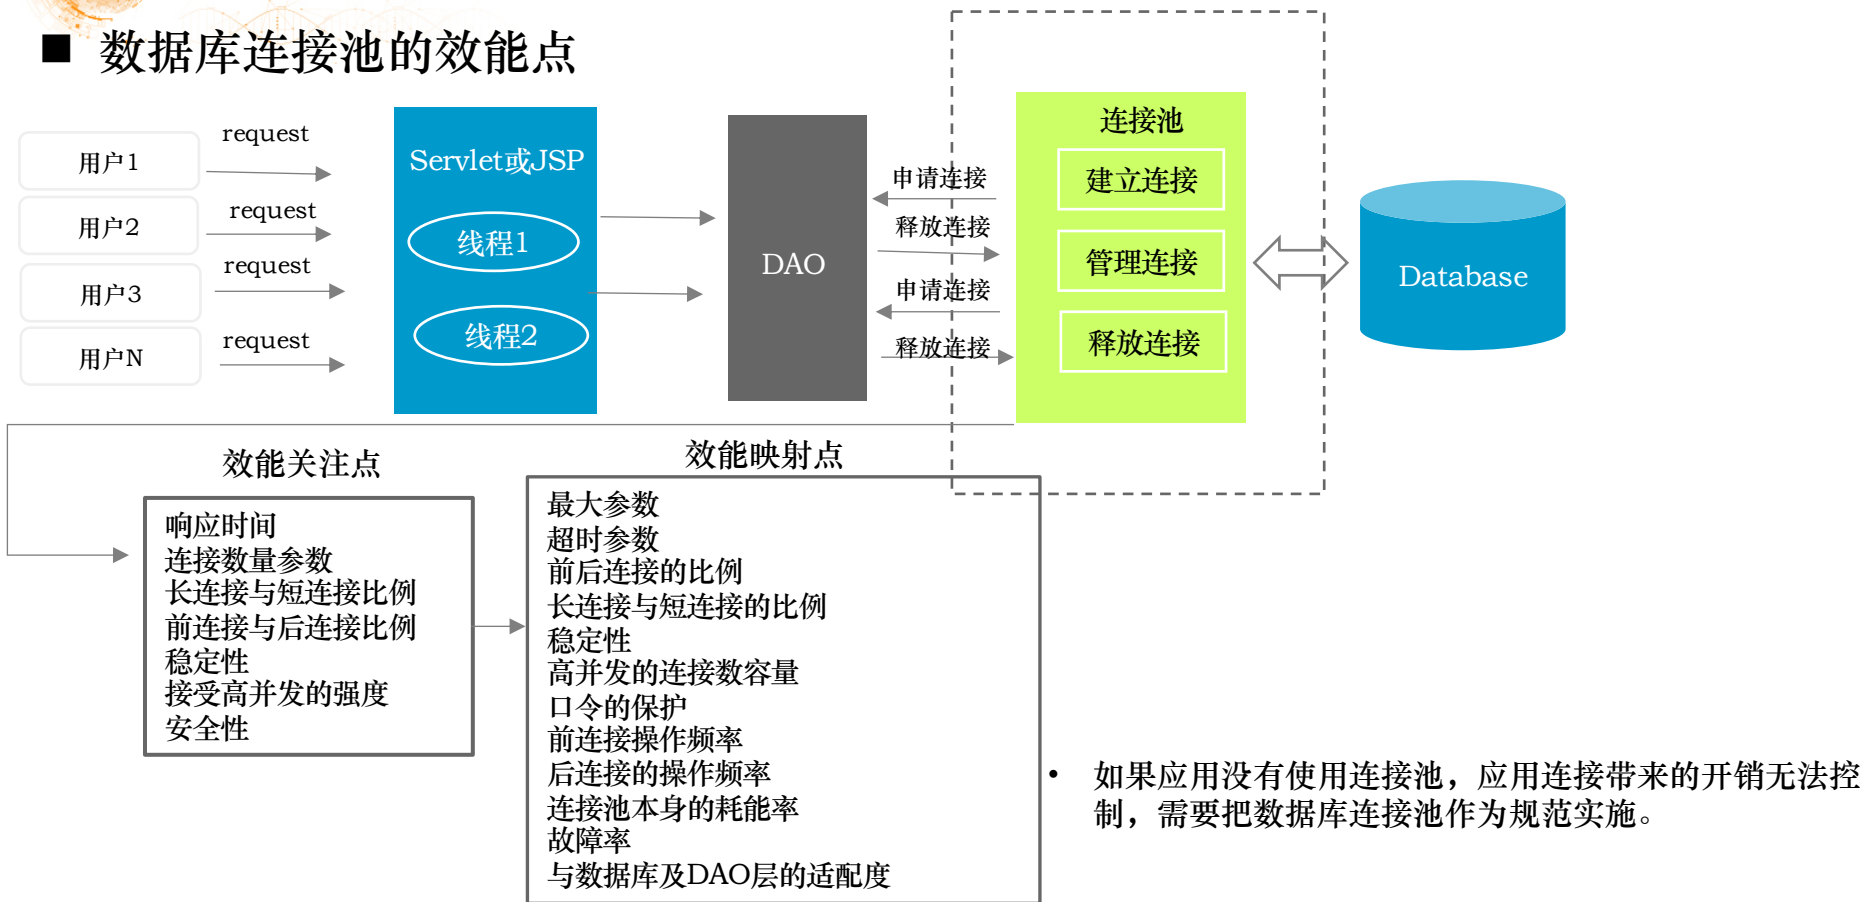 ■ 数据库连接池的效能点
用户1
用户2
用户3
用户N
request
request
request
request
Servlet或JSP
线程1
线程2
DAO
申请连接
释放连接
申请连接
释放连接
连接池
建立连接
管理连接
释放连接
Database
效能关注点
响应时间
连接数量参数
长连接与短连接比例
前连接与后连接比例
稳定性
接受高并发的强度
安全性
效能映射点
最大参数
超时参数
前后连接的比例
长连接与短连接的比例
稳定性
高并发的连接数容量
口令的保护
前连接操作频率
后连接的操作频率
连接池本身的耗能率
故障率
与数据库及DAO层的适配度
• 如果应用没有使用连接池，应用连接带来的开销无法控
制，需要把数据库连接池作为规范实施。